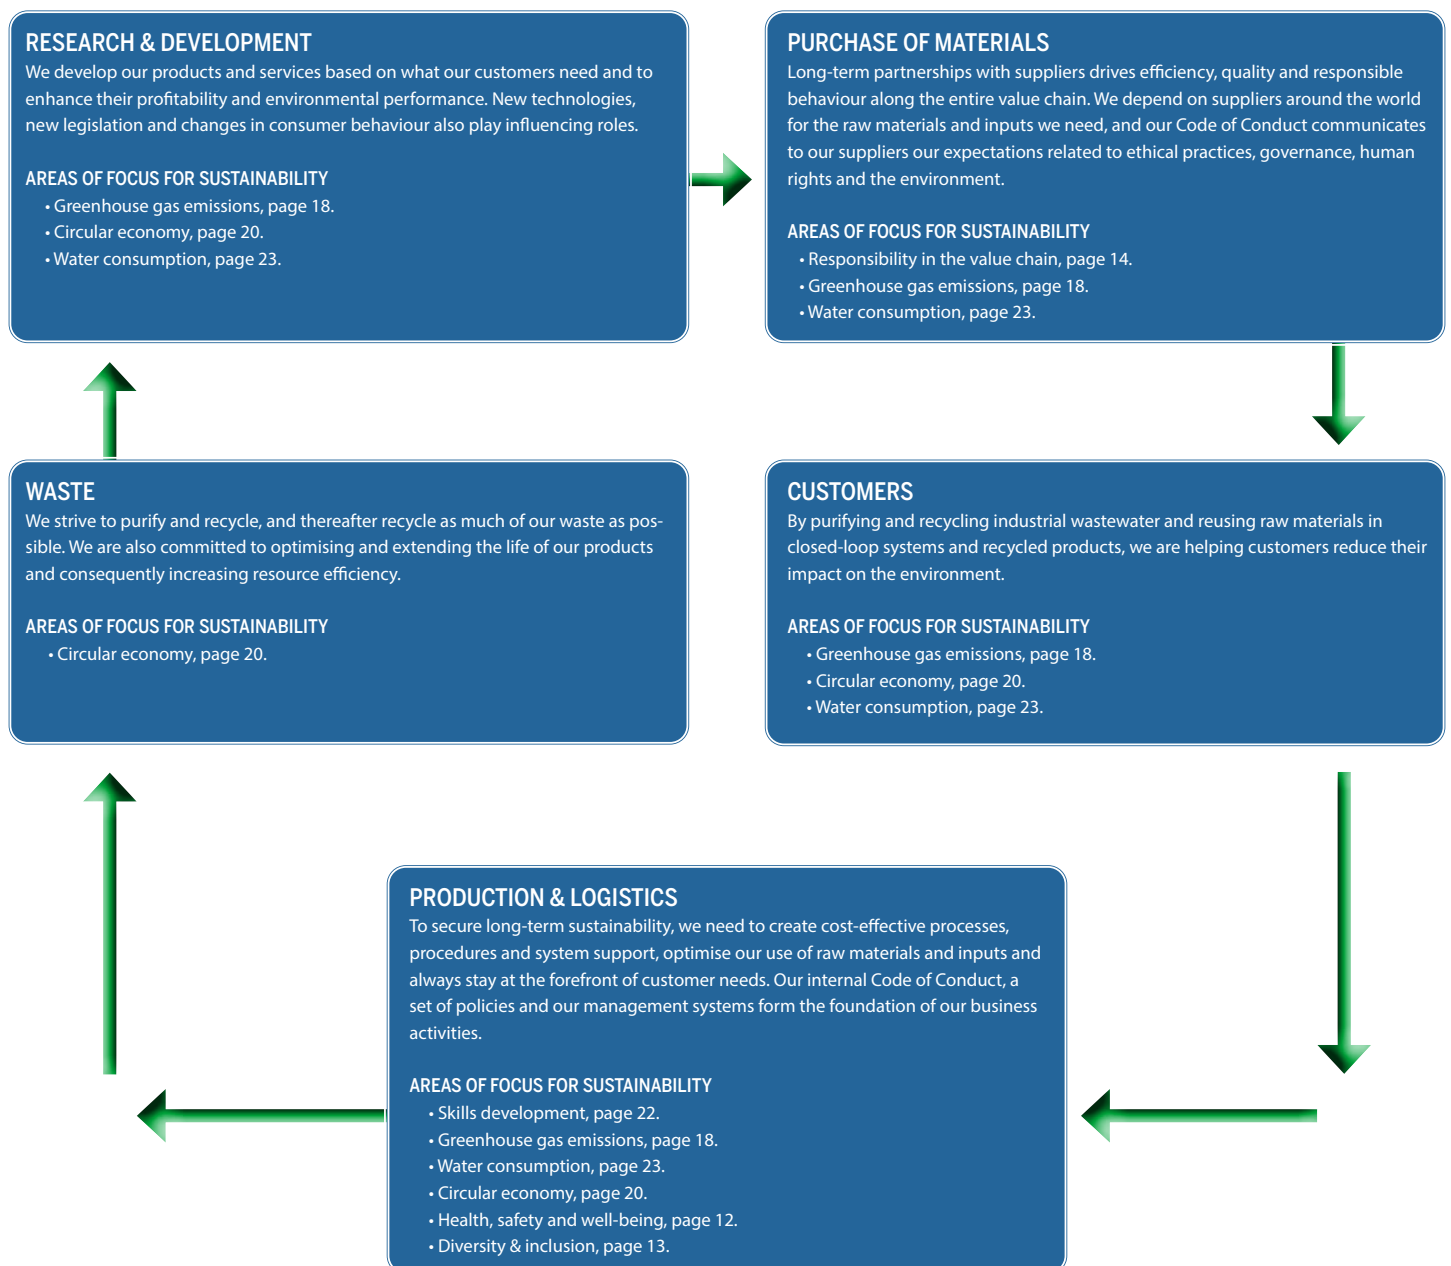 RESEARCH & DEVELOPMENT
We develop our products and services based on what our customers need and to
enhance their profitability and environmental performance. New technologies,
new legislation and changes in consumer behaviour also play influencing roles.
AREAS OF FOCUS FOR SUSTAINABILITY
• Greenhouse gas emissions, page 18.
• Circular economy, page 20.
• Water consumption, page 23.
PURCHASE OF MATERIALS
Long-term partnerships with suppliers drives efficiency, quality and responsible
behaviour along the entire value chain. We depend on suppliers around the world
for the raw materials and inputs we need, and our Code of Conduct communicates
to our suppliers our expectations related to ethical practices, governance, human
rights and the environment.
AREAS OF FOCUS FOR SUSTAINABILITY
• Responsibility in the value chain, page 14.
• Greenhouse gas emissions, page 18.
• Water consumption, page 23.
WASTE
We strive to purify and recycle, and thereafter recycle as much of our waste as pos-
sible. We are also committed to optimising and extending the life of our products
and consequently increasing resource efficiency.
AREAS OF FOCUS FOR SUSTAINABILITY
• Circular economy, page 20.
CUSTOMERS
By purifying and recycling industrial wastewater and reusing raw materials in
closed-loop systems and recycled products, we are helping customers reduce their
impact on the environment.
AREAS OF FOCUS FOR SUSTAINABILITY
• Greenhouse gas emissions, page 18.
• Circular economy, page 20.
• Water consumption, page 23.
PRODUCTION & LOGISTICS
To secure long-term sustainability, we need to create cost-effective processes,
procedures and system support, optimise our use of raw materials and inputs and
always stay at the forefront of customer needs. Our internal Code of Conduct, a
set of policies and our management systems form the foundation of our business
activities.
AREAS OF FOCUS FOR SUSTAINABILITY
• Skills development, page 22.
• Greenhouse gas emissions, page 18.
• Water consumption, page 23.
• Circular economy, page 20.
• Health, safety and well-being, page 12.
• Diversity & inclusion, page 13.